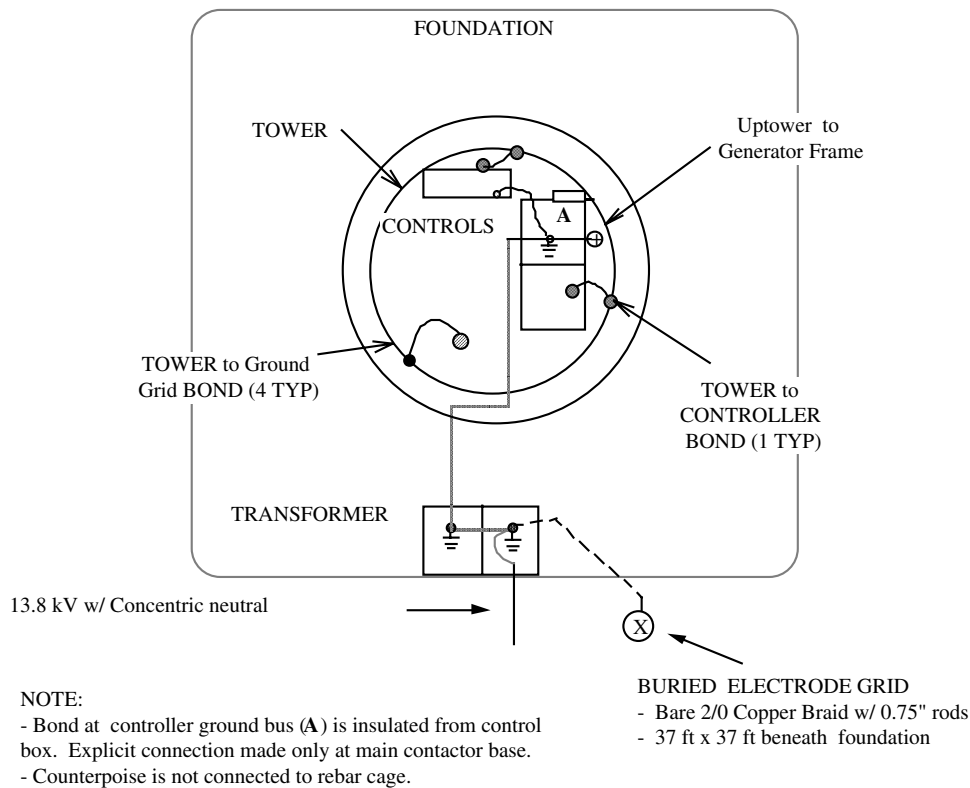 FOUNDATION
TOWER
Uptower to
Generator Frame
A
CONTROLS
TOWER to Ground
Grid BOND (4 TYP)
TOWER to
CONTROLLER
BOND (1 TYP)
TRANSFORMER
13.8 kV w/ Concentric neutral
X
NOTE:
- Bond at controller ground bus (A) is insulated from control
box. Explicit connection made only at main contactor base.
- Counterpoise is not connected to rebar cage.
BURIED ELECTRODE GRID
- Bare 2/0 Copper Braid w/ 0.75" rods
- 37 ft x 37 ft beneath foundation